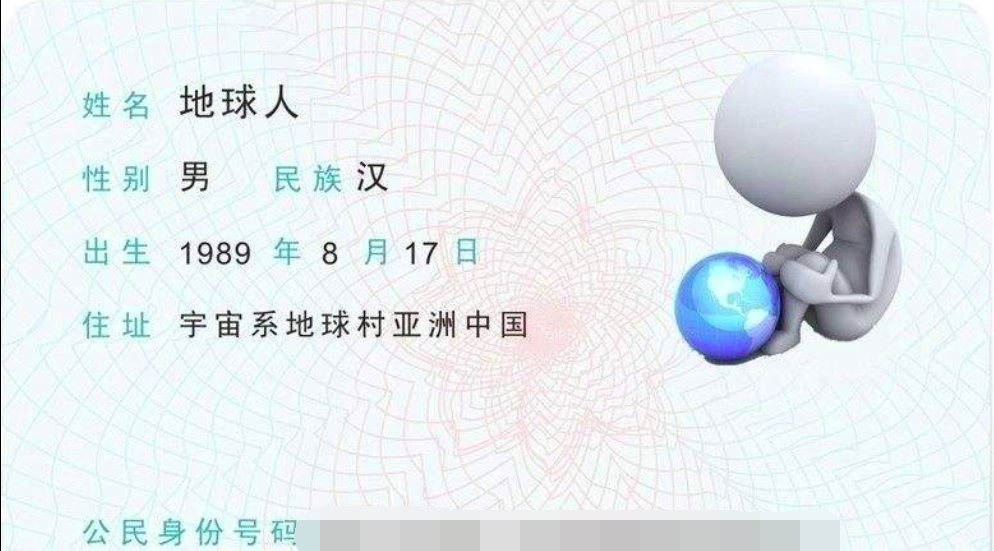 姓名 地球人
性别 男 民族 汉
出生 1989 年 8 月 17 日
住址 宇宙系地球村亚洲中国
公民身份号码